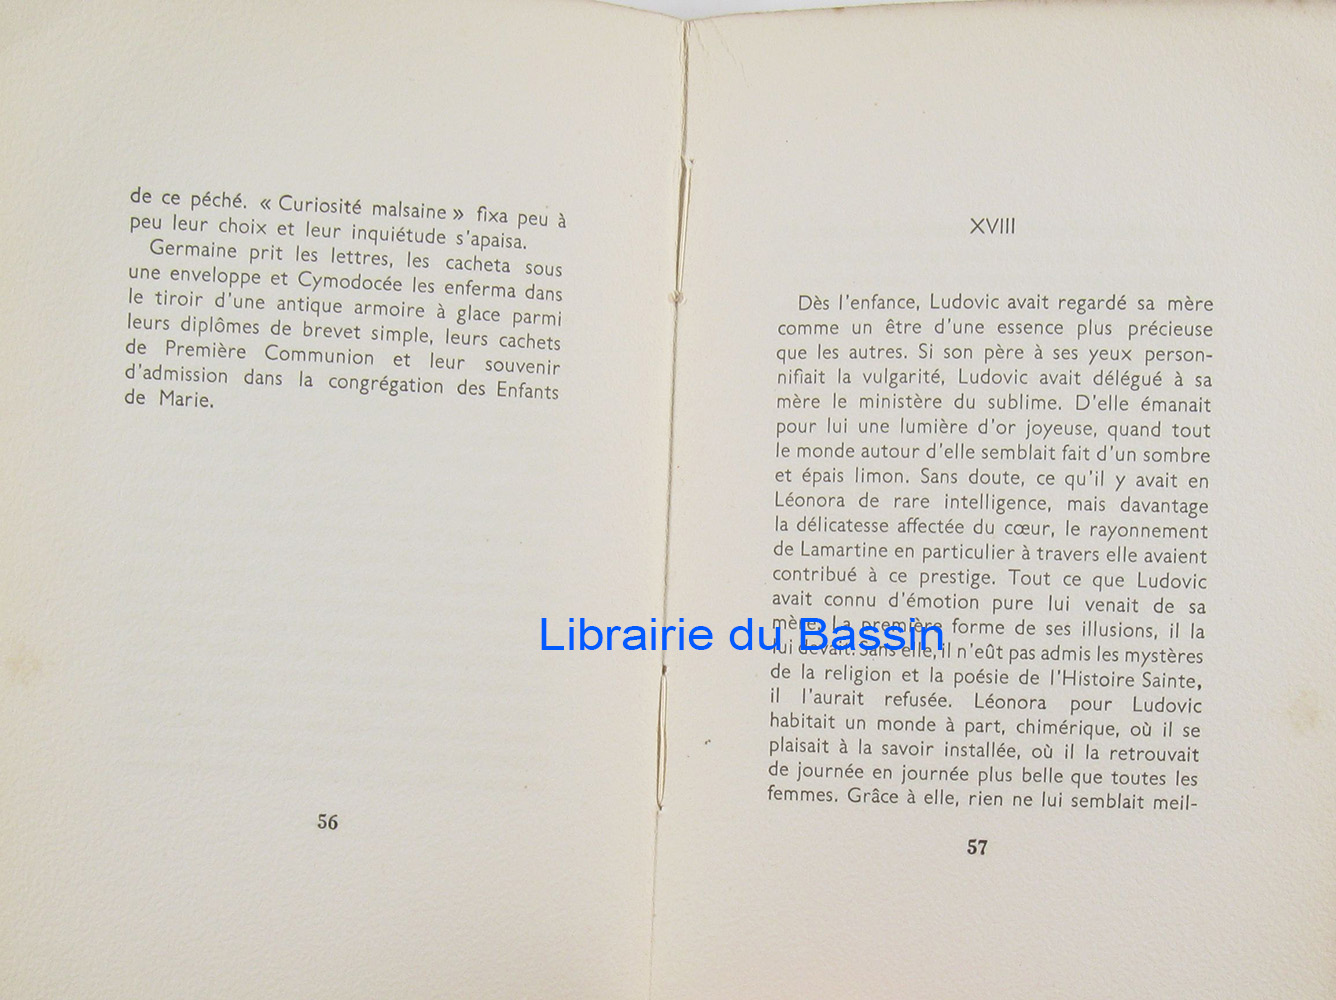 de ce péché. « Curiosité malsaine » fixa peu à
peu leur choix et leur inquiétude s'apaisa.
Germaine prit les lettres, les cacheta sous
une enveloppe et Cymodocée les enferma dans
le tiroir d'une antique armoire à glace parmi
leurs diplômes de brevet simple, leurs cachets
de Première Communion et leur souvenir
d'admission dans la congrégation des Enfants
de Marie.
56
XVIII
Dès l'enfance, Ludovic avait regardé sa mère
comme un être d'une essence plus précieuse
que les autres. Si son père à ses yeux person-
nifiait la vulgarité, Ludovic avait délégué à sa
mère le ministère du sublime. D'elle émanait
pour lui une lumière d'or joyeuse, quand tout
le monde autour d'elle semblait fait d'un sombre
et épais limon. Sans doute, ce qu'il y avait en
Léonora de rare intelligence, mais davantage
la délicatesse affectée du cœur, le rayonnement
de Lamartine en particulier à travers elle avaient
contribué à ce prestige. Tout ce que Ludovic
avait connu d'émotion pure lui venait de sa
mère. La première forme de ses illusions, il la
lui devait. Sans elle, il n'eût pas admis les mystères
de la religion et la poésie de l'Histoire Sainte,
il l'aurait refusée. Léonora pour Ludovic
habitait un monde à part, chimérique, où il se
plaisait à la savoir installée, où il la retrouvait
de journée en journée plus belle que toutes les
femmes. Grâce à elle, rien ne lui semblait meil-
57
Librairie du Bassin